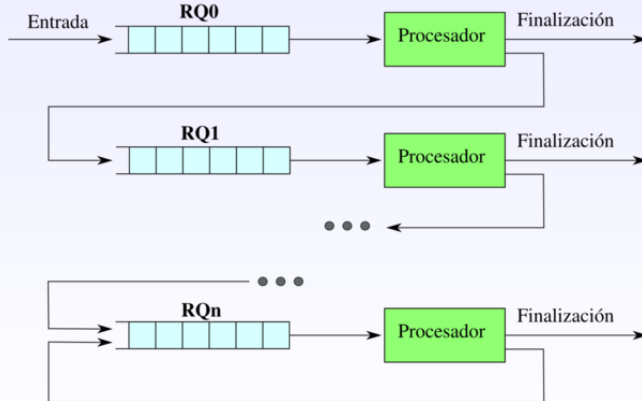 Entrada
RQ0
Procesador
Finalización
RQ1
Procesador
Finalización
RQn
Procesador
Finalización